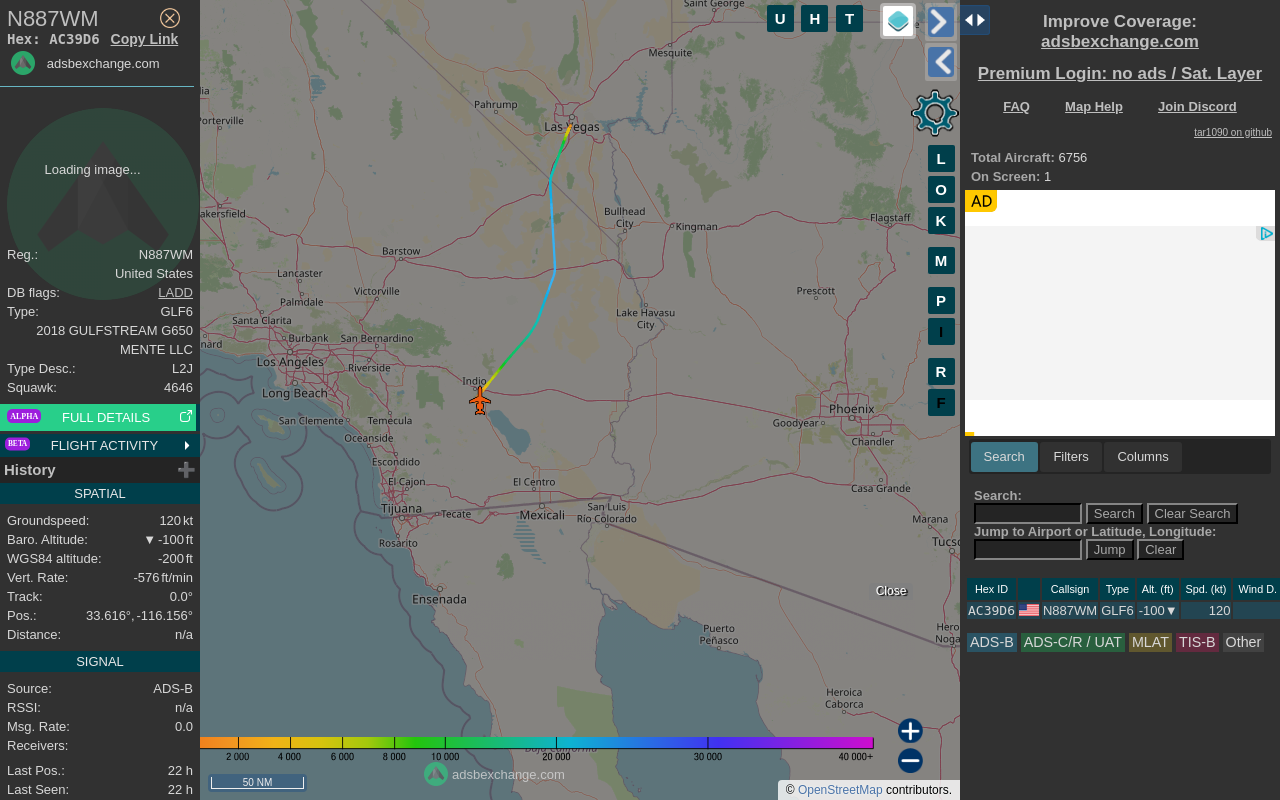 N887WM
Hex: AC39D6 Copy Link
adsbexchange.com
Loading image...
Reg.: N887WM
United States
DB flags: LADD
Type: GLF6
2018 GULFSTREAM G650
MENTE LLC
Type Desc.: L2J
Squawk: 4646
ALPHA FULL DETAILS
BETA FLIGHT ACTIVITY
History
SPATIAL
Groundspeed: 120 kt
Baro. Altitude: ▼ -100 ft
WGS84 altitude: -200 ft
Vert. Rate: -576 ft/min
Track: 0.0°
Pos.: 33.616°, -116.156°
Distance: n/a
SIGNAL
Source: ADS-B
RSSI: n/a
Msg. Rate: 0.0
Receivers:
Last Pos.: 22 h
Last Seen: 22 h
Saint George
U H T
Mesquite
Pahrump
Las Vegas
Porterville
akersfield
Bullhead
City
Kingman
Flagstaff
Barstow
Lancaster
Victorville
Palmdale
Prescott
Santa Clarita
Lake Havasu
City
nard
Burbank
San Bernardino
Los Angeles
Riverside
Long Beach
Indio
San Clemente
Temecula
Phoenix
Goodyear
Oceanside
Chandler
Escondido
El Cajon
El Centro
Casa Grande
Tijuana
Tecate
Mexicali
San Luis
Río Colorado
Marana
Rosarito
Tucso
Ensenada
Close
Puerto
Peñasco
Hero
Noga
Heroica
Caborca
Baja California
L
O
K
M
P
I
R
F
2 000 4 000 6 000 8 000 10 000 20 000 30 000 40 000+
adsbexchange.com
50 NM
© OpenStreetMap contributors.
Improve Coverage:
adsbexchange.com
Premium Login: no ads / Sat. Layer
FAQ Map Help Join Discord
tar1090 on github
Total Aircraft: 6756
On Screen: 1
AD
Search Filters Columns
Search:
Search Clear Search
Jump to Airport or Latitude, Longitude:
Jump Clear
Hex ID Callsign Type Alt. (ft) Spd. (kt) Wind D.
AC39D6 N887WM GLF6 -100▼ 120
ADS-B ADS-C/R / UAT MLAT TIS-B Other